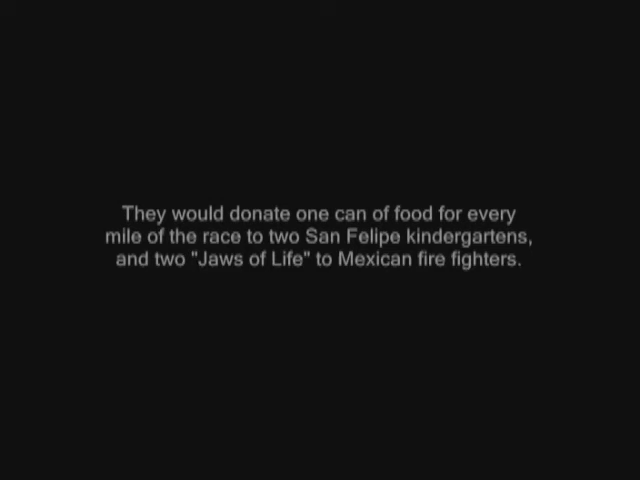 They would donate one can of food for every
mile of the race to two San Felipe kindergartens,
and two "Jaws of Life" to Mexican fire fighters.